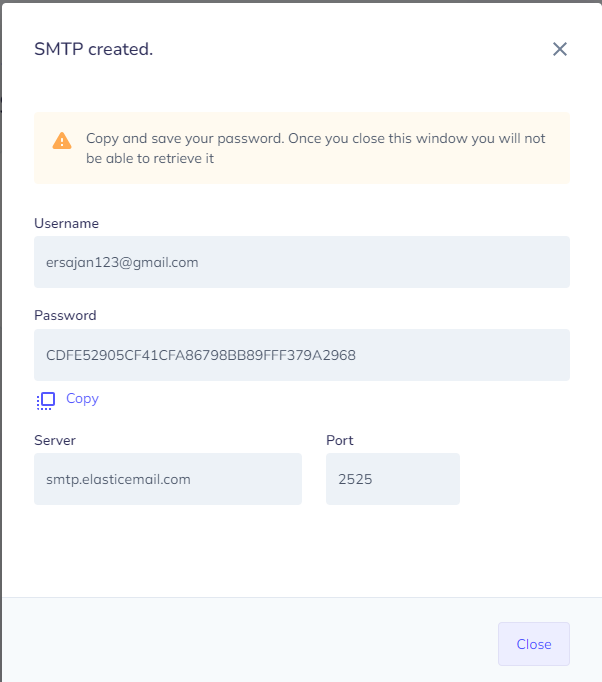 SMTP created.
Copy and save your password. Once you close this window you will not
be able to retrieve it
Username
ersajan123@gmail.com
Password
CDFE52905CF41CFA86798BB89FFF379A2968
Copy
Server
Port
smtp.elasticemail.com
2525
Close